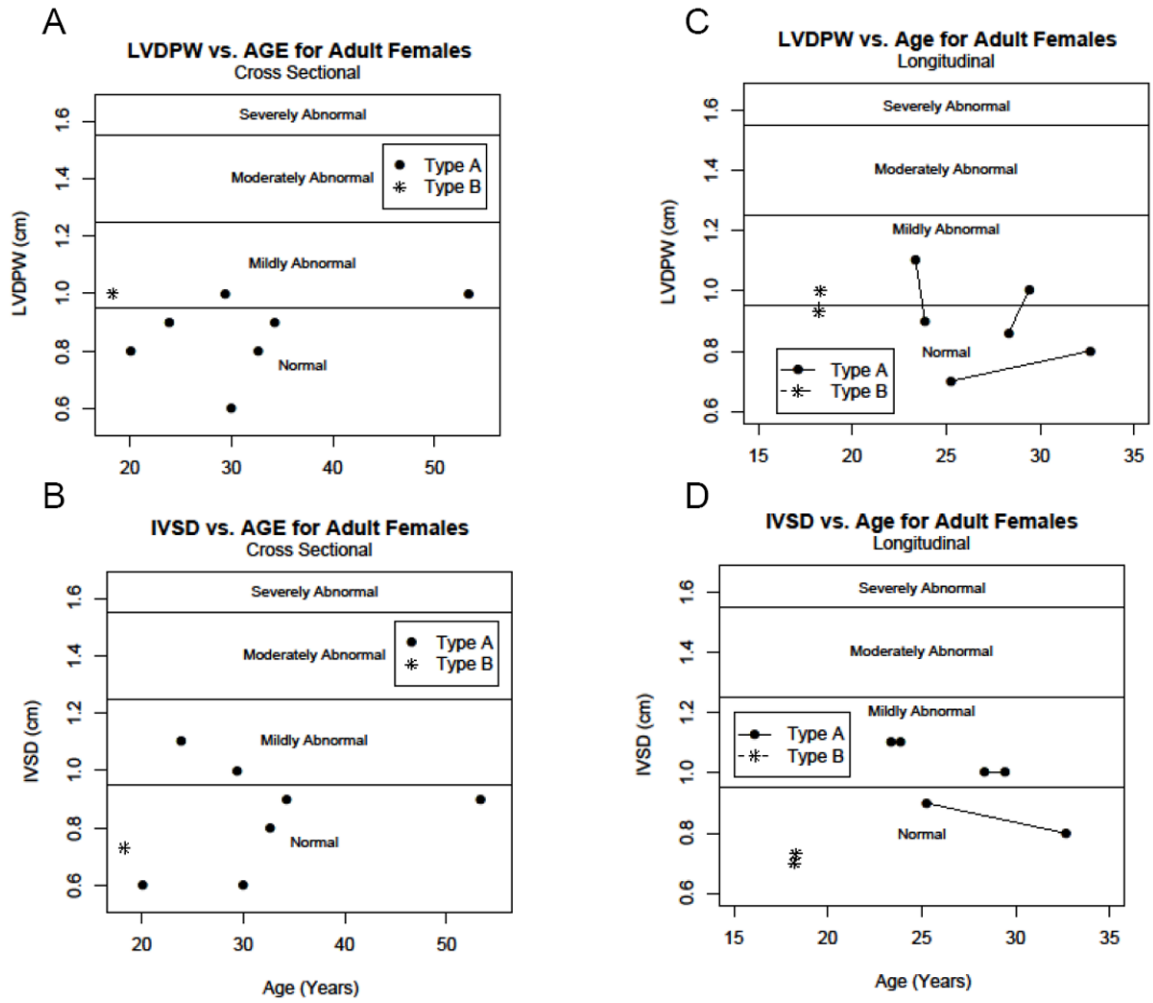 A
LVDPW vs. AGE for Adult Females
Cross Sectional
Severely Abnormal
Moderately Abnormal
Mildly Abnormal
Normal
Type A
Type B
LVDPW (cm)
0.6 0.8 1.0 1.2 1.4 1.6
20 30 40 50
C
LVDPW vs. Age for Adult Females
Longitudinal
Severely Abnormal
Moderately Abnormal
Mildly Abnormal
Normal
Type A
Type B
LVDPW (cm)
0.6 0.8 1.0 1.2 1.4 1.6
15 20 25 30 35
B
IVSD vs. AGE for Adult Females
Cross Sectional
Severely Abnormal
Moderately Abnormal
Mildly Abnormal
Normal
Type A
Type B
IVSD (cm)
0.6 0.8 1.0 1.2 1.4 1.6
20 30 40 50
Age (Years)
D
IVSD vs. Age for Adult Females
Longitudinal
Severely Abnormal
Moderately Abnormal
Mildly Abnormal
Normal
Type A
Type B
IVSD (cm)
0.6 0.8 1.0 1.2 1.4 1.6
15 20 25 30 35
Age (Years)